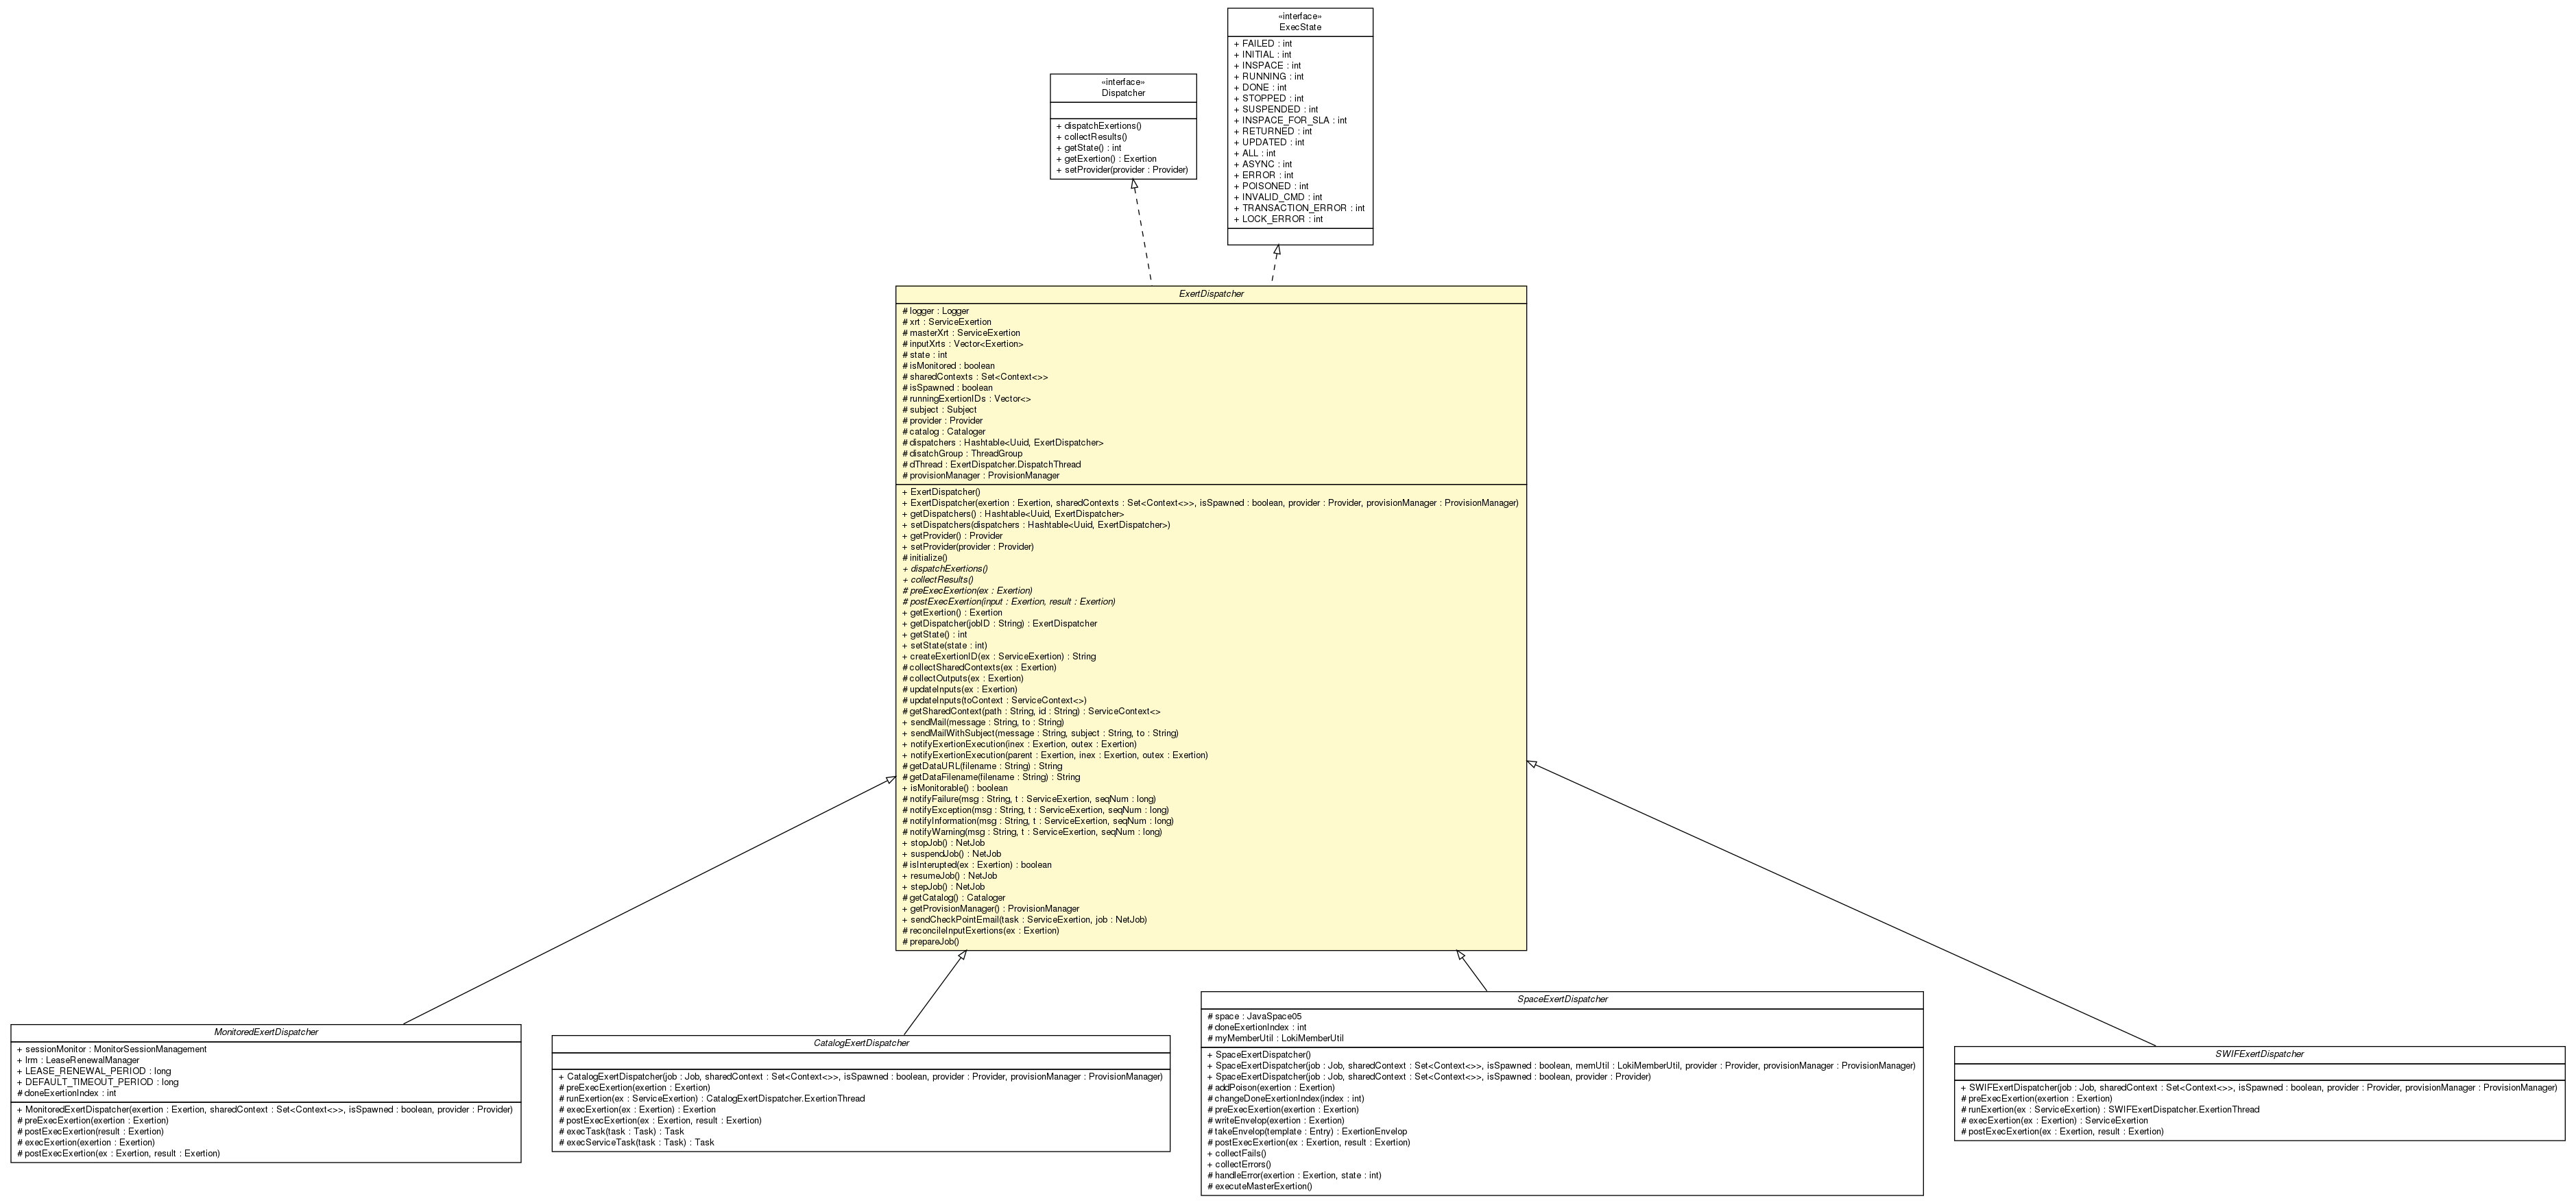 «interface»
ExecState
+ FAILED : int
+ INITIAL : int
+ INSPACE : int
+ RUNNING : int
+ DONE : int
+ STOPPED : int
+ SUSPENDED : int
+ INSPACE_FOR_SLA : int
+ RETURNED : int
+ UPDATED : int
+ ALL : int
+ ASYNC : int
+ ERROR : int
+ POISONED : int
+ INVALID_CMD : int
+ TRANSACTION_ERROR : int
+ LOCK_ERROR : int
«interface»
Dispatcher
+ dispatchExertions()
+ collectResults()
+ getState() : int
+ getExertion() : Exertion
+ setProvider(provider : Provider)
ExertDispatcher
# logger : Logger
# xrt : ServiceExertion
# masterXrt : ServiceExertion
# inputXrts : Vector<Exertion>
# state : int
# isMonitored : boolean
# sharedContexts : Set<Context<>>
# isSpawned : boolean
# runningExertionIDs : Vector<>
# subject : Subject
# provider : Provider
# catalog : Cataloger
# dispatchers : Hashtable<Uuid, ExertDispatcher>
# disatchGroup : ThreadGroup
# dThread : ExertDispatcher.DispatchThread
# provisionManager : ProvisionManager
+ ExertDispatcher()
+ ExertDispatcher(exertion : Exertion, sharedContexts : Set<Context<>>, isSpawned : boolean, provider : Provider, provisionManager : ProvisionManager)
+ getDispatchers() : Hashtable<Uuid, ExertDispatcher>
+ setDispatchers(dispatchers : Hashtable<Uuid, ExertDispatcher>)
+ getProvider() : Provider
+ setProvider(provider : Provider)
# initialize()
+ dispatchExertions()
+ collectResults()
# preExecExertion(ex : Exertion)
# postExecExertion(input : Exertion, result : Exertion)
+ getExertion() : Exertion
+ getDispatcher(jobID : String) : ExertDispatcher
+ getState() : int
+ setState(state : int)
+ createExertionID(ex : ServiceExertion) : String
# collectSharedContexts(ex : Exertion)
# collectOutputs(ex : Exertion)
# updateInputs(ex : Exertion)
# updateInputs(toContext : ServiceContext<>)
# getSharedContext(path : String, id : String) : ServiceContext<>
+ sendMail(message : String, to : String)
+ sendMailWithSubject(message : String, subject : String, to : String)
+ notifyExertionExecution(inex : Exertion, outex : Exertion)
+ notifyExertionExecution(parent : Exertion, inex : Exertion, outex : Exertion)
# getDataURL(filename : String) : String
# getDataFilename(filename : String) : String
+ isMonitorable() : boolean
# notifyFailure(msg : String, t : ServiceExertion, seqNum : long)
# notifyException(msg : String, t : ServiceExertion, seqNum : long)
# notifyInformation(msg : String, t : ServiceExertion, seqNum : long)
# notifyWarning(msg : String, t : ServiceExertion, seqNum : long)
+ stopJob() : NetJob
+ suspendJob() : NetJob
# isInterupted(ex : Exertion) : boolean
+ resumeJob() : NetJob
+ stepJob() : NetJob
# getCatalog() : Cataloger
+ getProvisionManager() : ProvisionManager
+ sendCheckPointEmail(task : ServiceExertion, job : NetJob)
# reconcileInputExertions(ex : Exertion)
# prepareJob()
MonitoredExertDispatcher
+ sessionMonitor : MonitorSessionManagement
+ lrm : LeaseRenewalManager
+ LEASE_RENEWAL_PERIOD : long
+ DEFAULT_TIMEOUT_PERIOD : long
# doneExertionIndex : int
+ MonitoredExertDispatcher(exertion : Exertion, sharedContext : Set<Context<>>, isSpawned : boolean, provider : Provider)
# preExecExertion(exertion : Exertion)
# postExecExertion(result : Exertion)
# execExertion(exertion : Exertion)
# postExecExertion(ex : Exertion, result : Exertion)
CatalogExertDispatcher
+ CatalogExertDispatcher(job : Job, sharedContext : Set<Context<>>, isSpawned : boolean, provider : Provider, provisionManager : ProvisionManager)
# preExecExertion(exertion : Exertion)
# runExertion(ex : ServiceExertion) : CatalogExertDispatcher.ExertionThread
# execExertion(ex : Exertion) : Exertion
# postExecExertion(ex : Exertion, result : Exertion)
# execTask(task : Task) : Task
# execServiceTask(task : Task) : Task
SpaceExertDispatcher
# space : JavaSpace05
# doneExertionIndex : int
# myMemberUtil : LokiMemberUtil
+ SpaceExertDispatcher()
+ SpaceExertDispatcher(job : Job, sharedContext : Set<Context<>>, isSpawned : boolean, memUtil : LokiMemberUtil, provider : Provider, provisionManager : ProvisionManager)
+ SpaceExertDispatcher(job : Job, sharedContext : Set<Context<>>, isSpawned : boolean, provider : Provider)
# addPoison(exertion : Exertion)
# changeDoneExertionIndex(index : int)
# preExecExertion(exertion : Exertion)
# writeEnvelop(exertion : Exertion)
# takeEnvelop(template : Entry) : ExertionEnvelop
# postExecExertion(ex : Exertion, result : Exertion)
+ collectFails()
+ collectErrors()
# handleError(exertion : Exertion, state : int)
# executeMasterExertion()
SWIFExertDispatcher
+ SWIFExertDispatcher(job : Job, sharedContext : Set<Context<>>, isSpawned : boolean, provider : Provider, provisionManager : ProvisionManager)
# preExecExertion(exertion : Exertion)
# runExertion(ex : ServiceExertion) : SWIFExertDispatcher.ExertionThread
# execExertion(ex : Exertion) : ServiceExertion
# postExecExertion(ex : Exertion, result : Exertion)